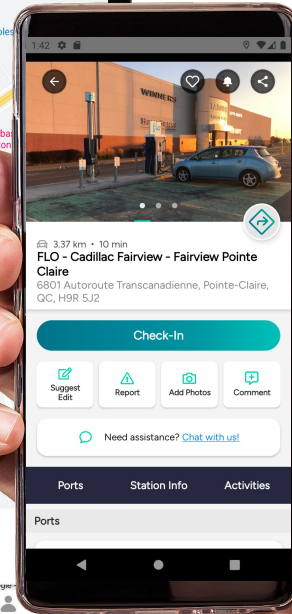 1:42
WINNERS
3.37 km • 10 min
FLO - Cadillac Fairview - Fairview Pointe
Claire
6801 Autoroute Transcanadienne, Pointe-Claire,
QC, H9R 5J2
Check-In
Suggest
Edit
Report
Add Photos
Comment
Need assistance? Chat with us!
Ports
Station Info
Activities
Ports